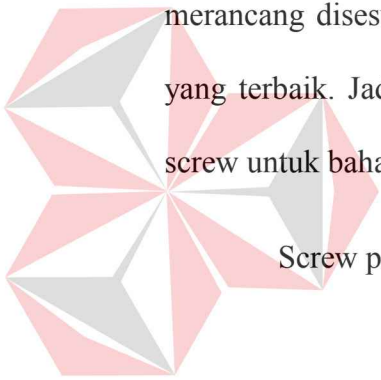 merancang dises
yang terbaik. Jad
screw untuk baha
Screw p